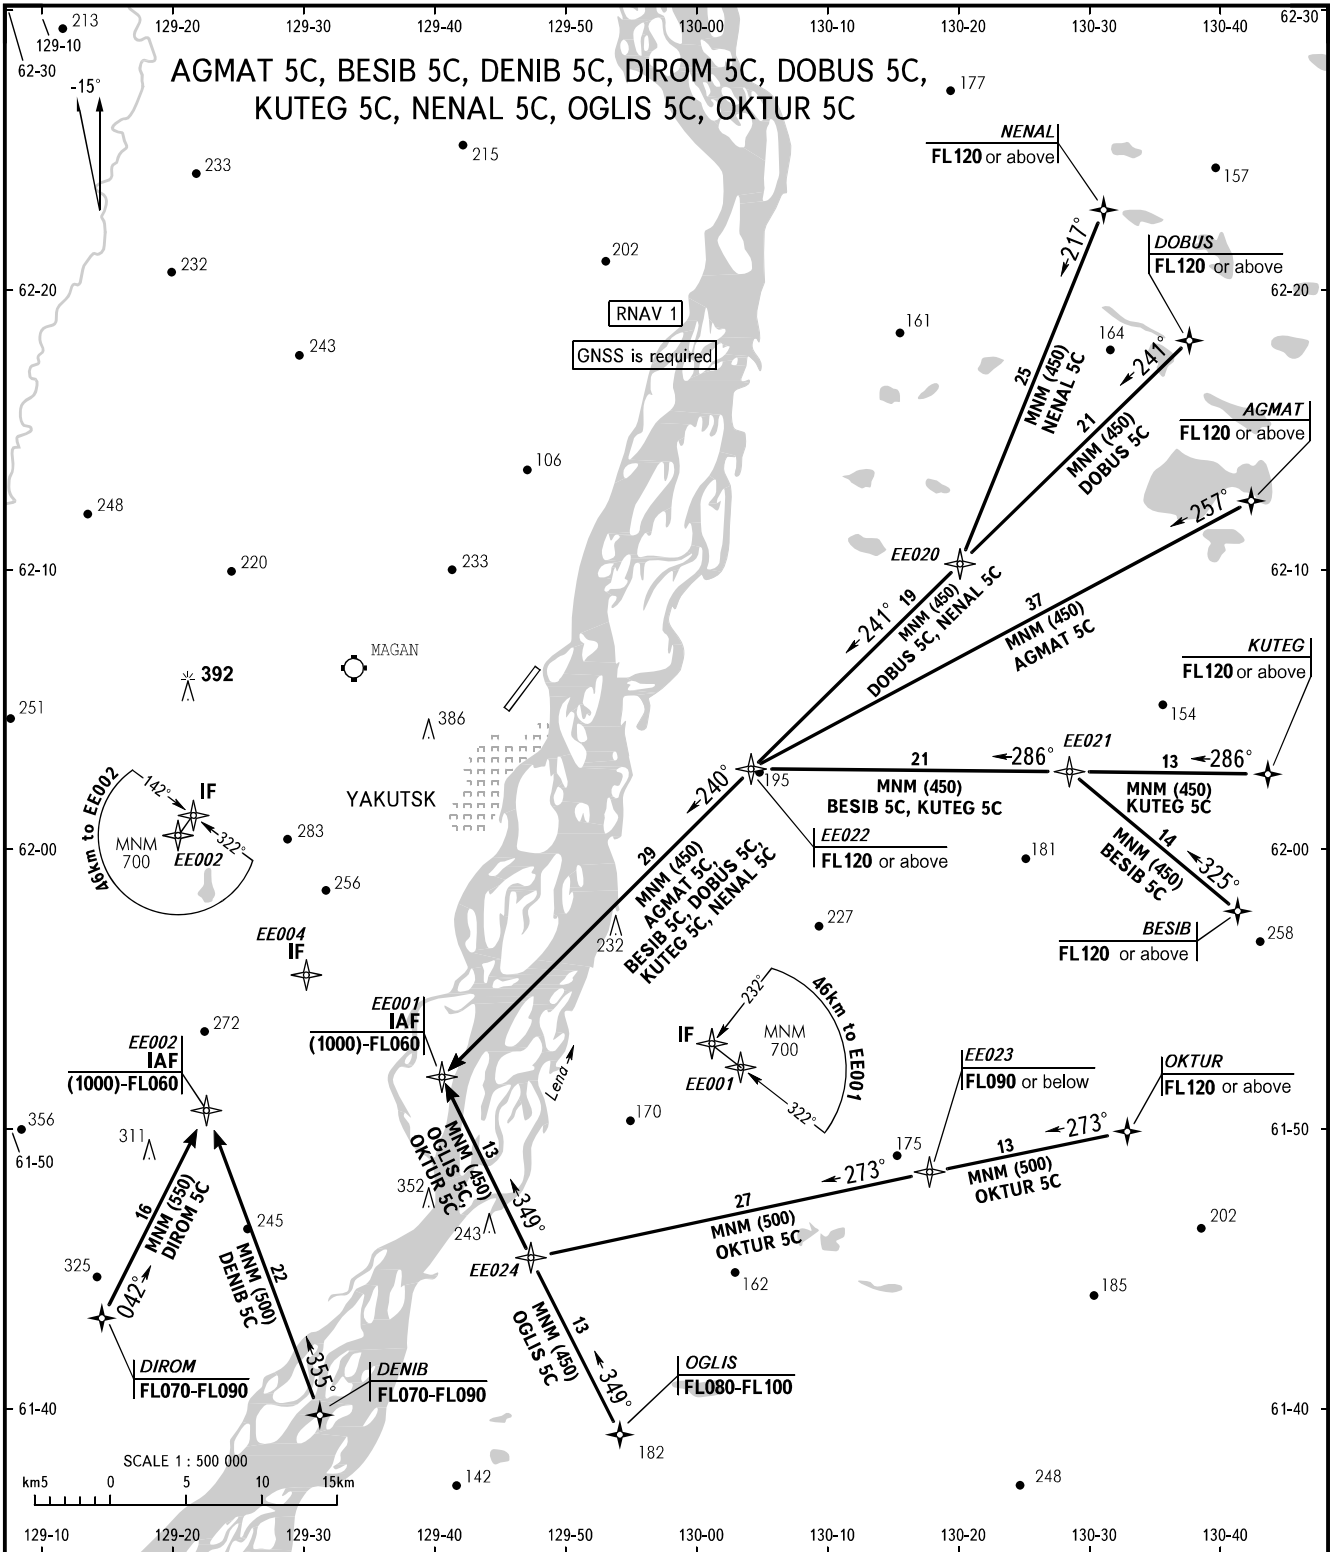 129-20
129-30
129-40
129-50
130-00
130-10
130-20
130-30
130-40
62-30
213
129-10
62-30
-15°
AGMAT 5C, BESIB 5C, DENIB 5C, DIROM 5C, DOBUS 5C,
KUTEG 5C, NENAL 5C, OGLIS 5C, OKTUR 5C
177
NENAL
FL120 or above
215
233
157
217°
DOBUS
FL120 or above
202
232
62-20
62-20
RNAV 1
161
164
243
GNSS is required
241°
25
MNM (450)
NENAL 5C
21
MNM (450)
DOBUS 5C
AGMAT
FL120 or above
106
248
257°
EE020
62-10
220
233
62-10
19
MNM (450)
DOBUS 5C, NENAL 5C
241°
37
MNM (450)
AGMAT 5C
MAGAN
KUTEG
FL120 or above
392
251
386
154
EE021
21
286°
13
286°
MNM (450)
BESIB 5C, KUTEG 5C
MNM (450)
KUTEG 5C
195
240°
46km to EE002
142°
IF
MNM
700
322°
EE002
YAKUTSK
283
EE022
FL120 or above
62-00
62-00
181
14
MNM (450)
BESIB 5C
325°
256
29
MNM (450)
AGMAT 5C,
BESIB 5C, DOBUS 5C,
KUTEG 5C, NENAL 5C
232
227
BESIB
FL120 or above
258
EE004
IF
EE001
IAF
(1000)-FL060
232°
46km to EE001
IF
MNM
700
EE001
322°
272
EE002
IAF
(1000)-FL060
Lena
EE023
FL090 or below
OKTUR
FL120 or above
356
61-50
61-50
311
170
175
273°
13
MNM (500)
OKTUR 5C
273°
27
MNM (500)
OKTUR 5C
13
MNM (450)
OGLIS 5C,
OKTUR 5C
352
243
349°
16
MNM (550)
DIROM 5C
042°
245
22
MNM (500)
DENIB 5C
355°
325
202
EE024
162
185
13
MNM (450)
OGLIS 5C
349°
DIROM
FL070-FL090
DENIB
FL070-FL090
OGLIS
FL080-FL100
61-40
61-40
182
SCALE 1 : 500 000
km5
0
5
10
15km
142
248
129-10
129-20
129-30
129-40
129-50
130-00
130-10
130-20
130-30
130-40